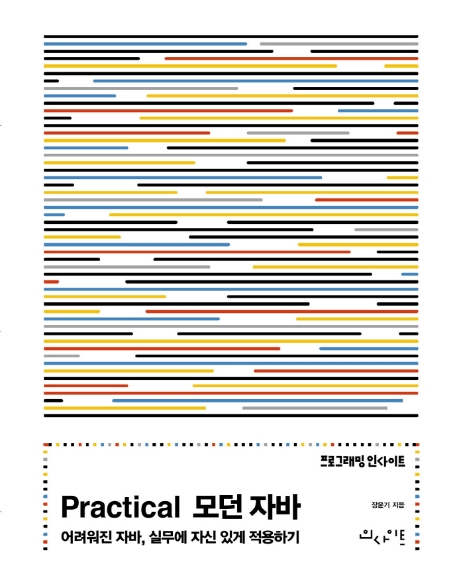 프로그래밍 인사이트
Practical 모던 자바
장윤기 지음
어려워진 자바, 실무에 자신 있게 적용하기
인사이트